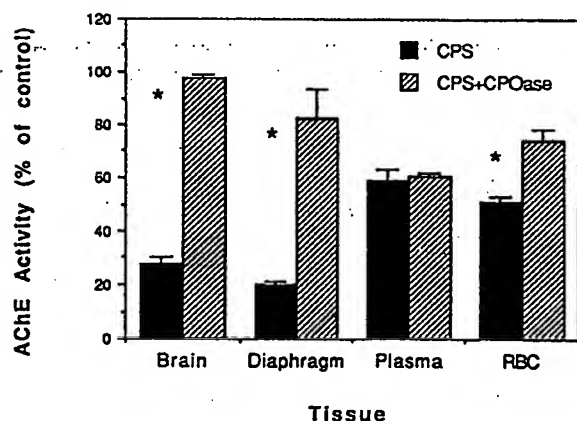 120
100
80
60
40
20
0
AChE Activity (% of control)
CPS
CPS+CPOase
*
*
*
Brain Diaphragm Plasma RBC
Tissue